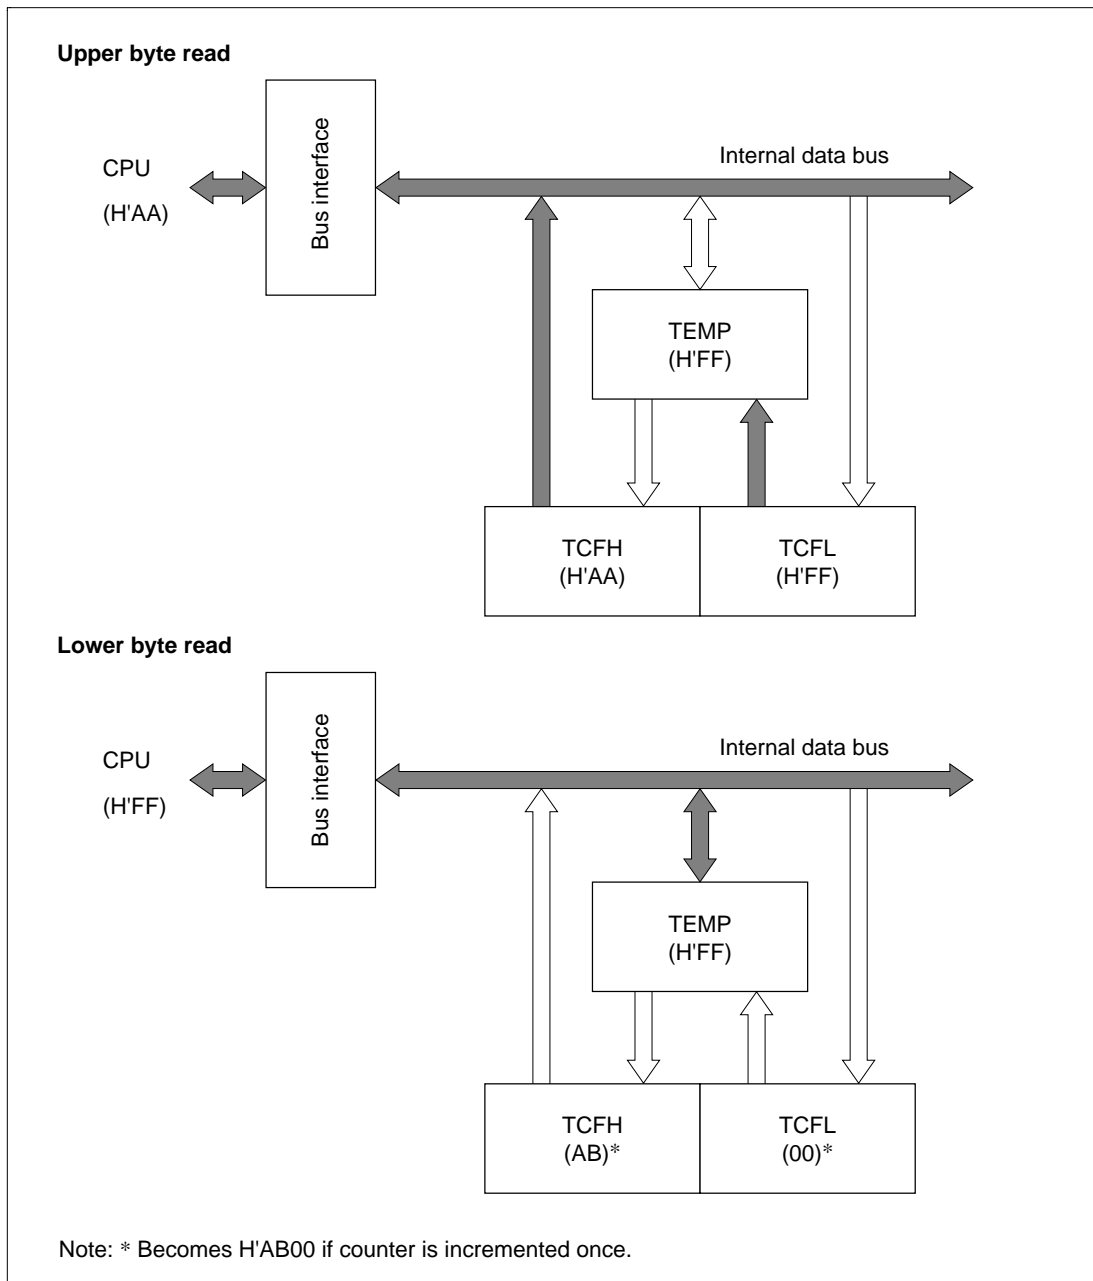 Upper byte read
CPU
(H'AA)
Bus interface
Internal data bus
TEMP
(H'FF)
TCFH
(H'AA)
TCFL
(H'FF)
Lower byte read
CPU
(H'FF)
Bus interface
Internal data bus
TEMP
(H'FF)
TCFH
(AB)*
TCFL
(00)*
Note: * Becomes H'AB00 if counter is incremented once.